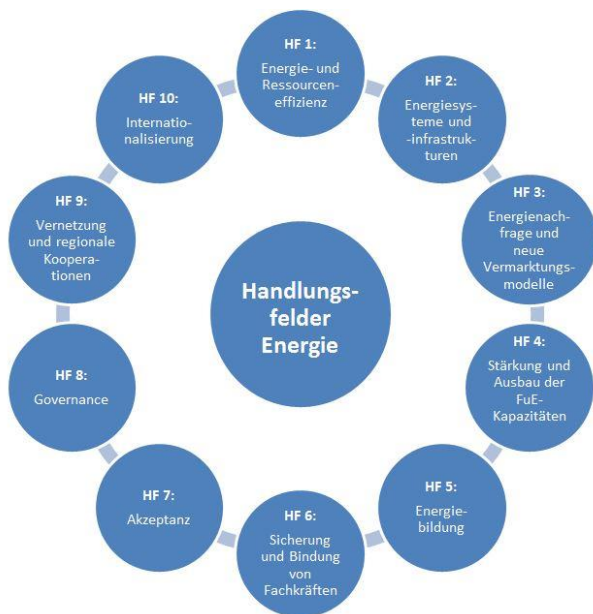 HF 1:
Energie- und
Ressourcen-
effizienz
HF 2:
Energiesys-
teme und
-infrastruk-
turen
HF 3:
Energienach-
frage und
neue
Vermarktungs-
modelle
HF 4:
Stärkung und
Ausbau der
FuE-
Kapazitäten
HF 5:
Energie-
bildung
HF 6:
Sicherung
und Bindung
von
Fachkräften
HF 7:
Akzeptanz
HF 8:
Governance
HF 9:
Vernetzung
und regionale
Koopera-
tionen
HF 10:
Internatio-
nalisierung
Handlungs-
felder
Energie